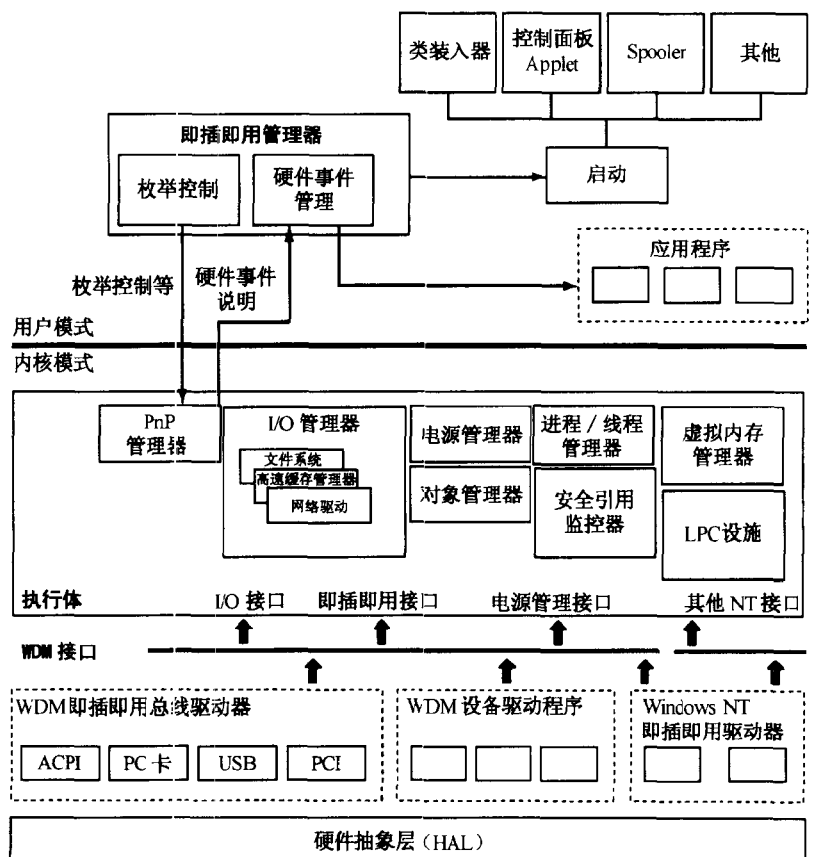 类装入器
控制面板
Applet
Spooler
其他
即插即用管理器
枚举控制
硬件事件
管理
启动
应用程序
枚举控制等
硬件事件
说明
用户模式
内核模式
PnP
管理器
I/O 管理器
文件系统
高速缓存管理器
网络驱动
电源管理器
对象管理器
进程/线程
管理器
安全引用
监控器
虚拟内存
管理器
LPC设施
执行体
I/O 接口
即插即用接口
电源管理接口
其他 NT 接口
WDM 接口
WDM即插即用总线驱动器
ACPI
PC 卡
USB
PCI
WDM 设备驱动程序
Windows NT
即插即用驱动器
硬件抽象层（HAL）